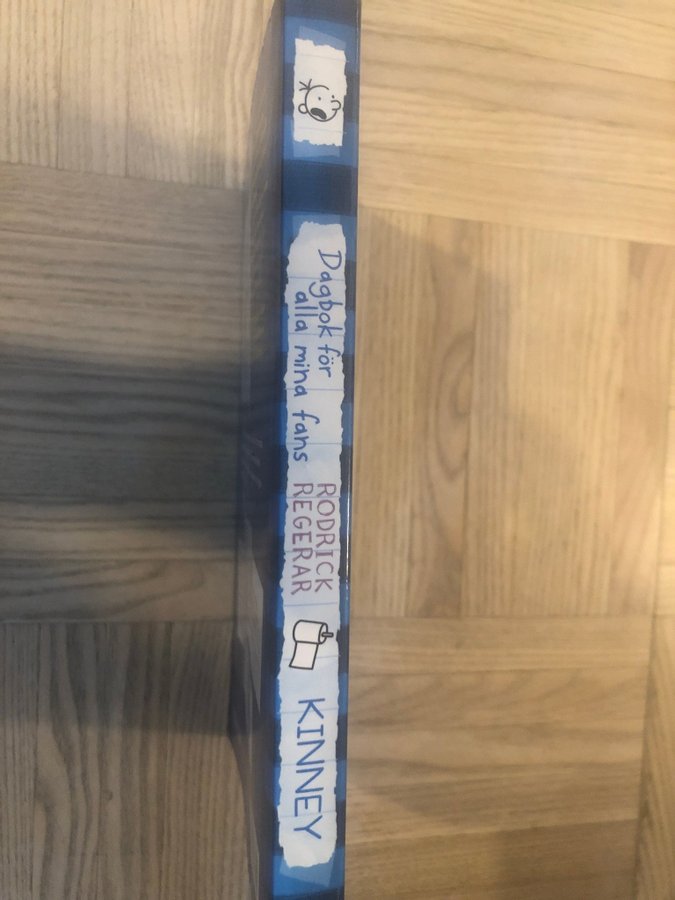 Dagbok för
alla mina fans
RODRICK
REGERAR
KINNEY